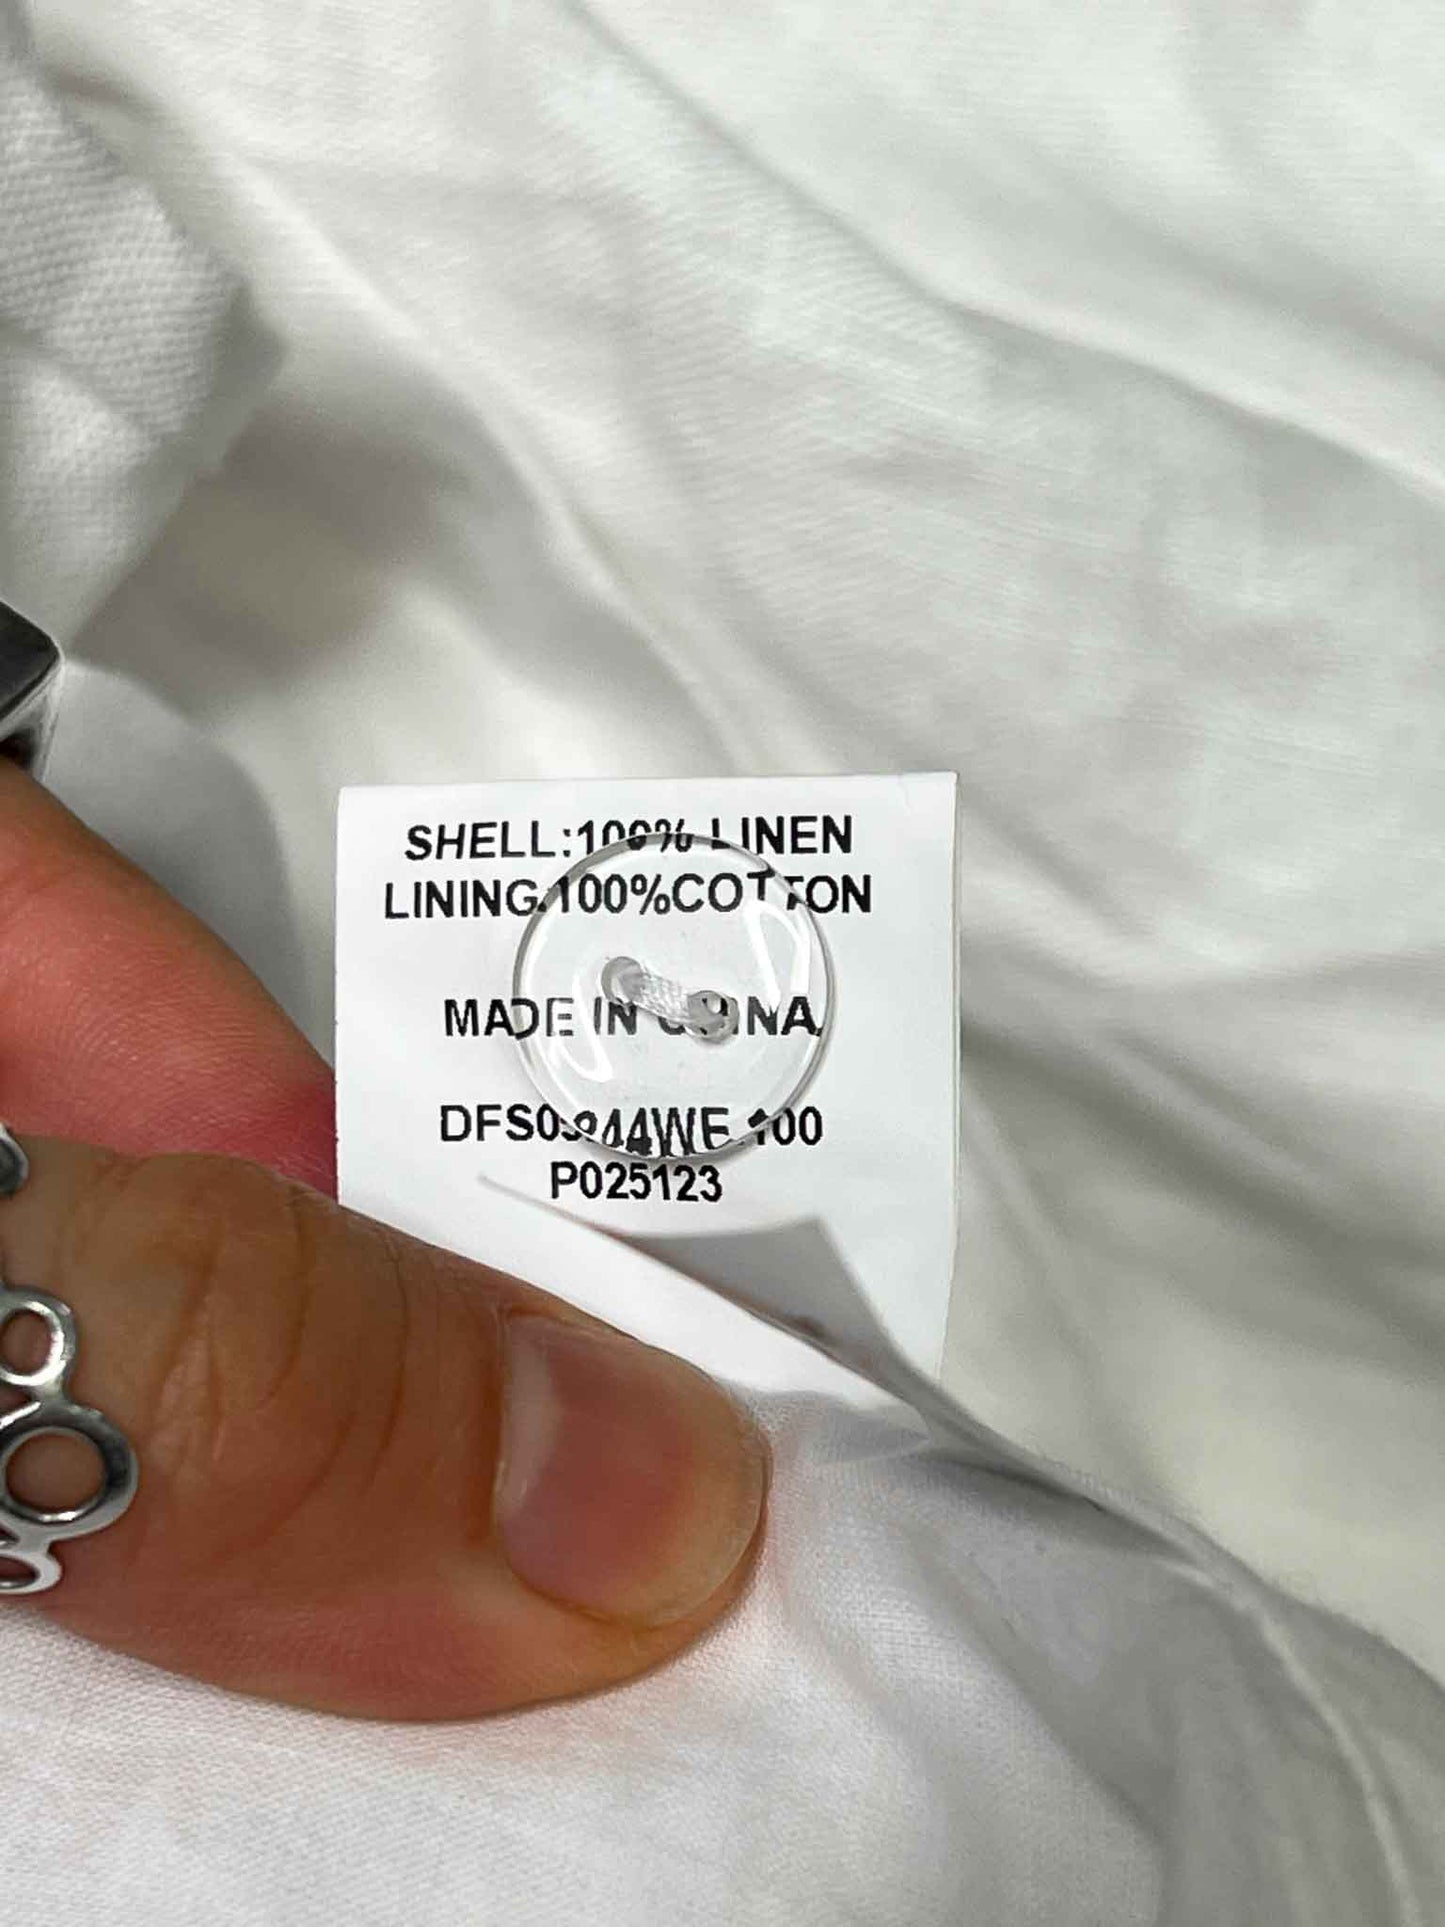 SHELL:100% LINEN
LINING:100%COTTON
MADE IN CHINA
P025123